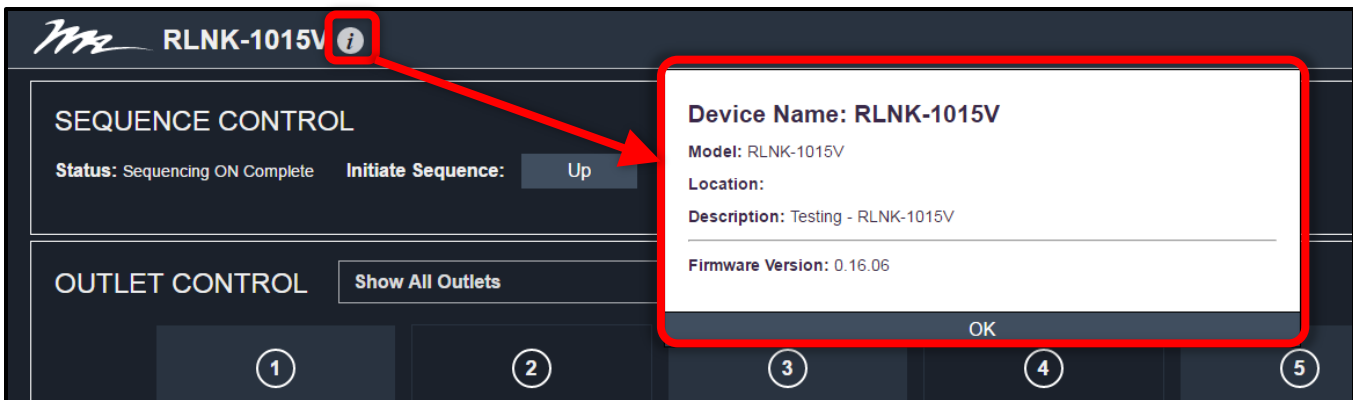 RLNK-1015V i
SEQUENCE CONTROL
Status: Sequencing ON Complete Initiate Sequence: Up
OUTLET CONTROL Show All Outlets
1 2 3 4 5
Device Name: RLNK-1015V
Model: RLNK-1015V
Location:
Description: Testing - RLNK-1015V
Firmware Version: 0.16.06
OK